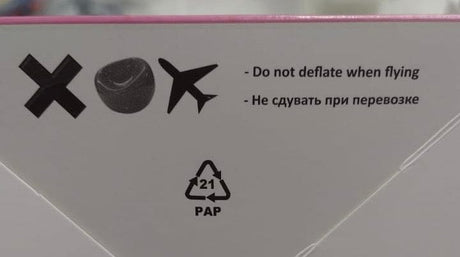 - Do not deflate when flying
- Не сдувать при перевозке
21
PAP